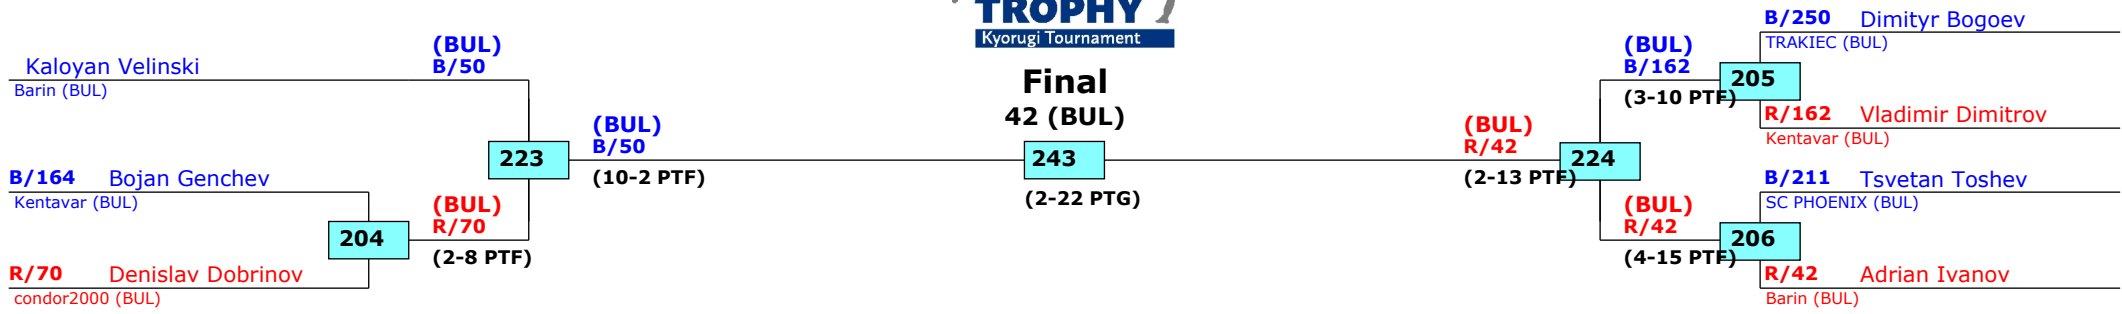 TROPHY
Kyorugi Tournament
Final
42 (BUL)
243
(2-22 PTG)
Kaloyan Velinski
Barin (BUL)
(BUL)
B/50
B/164 Bojan Genchev
Kentavar (BUL)
204
R/70 Denislav Dobrinov
condor2000 (BUL)
(BUL)
R/70
(2-8 PTF)
223
(BUL)
B/50
(10-2 PTF)
(BUL)
R/42
(2-13 PTF)
224
(BUL)
B/162
(3-10 PTF)
205
B/250 Dimityr Bogoev
TRAKIEC (BUL)
R/162 Vladimir Dimitrov
Kentavar (BUL)
(BUL)
R/42
(4-15 PTF)
206
B/211 Tsvetan Toshev
SC PHOENIX (BUL)
R/42 Adrian Ivanov
Barin (BUL)